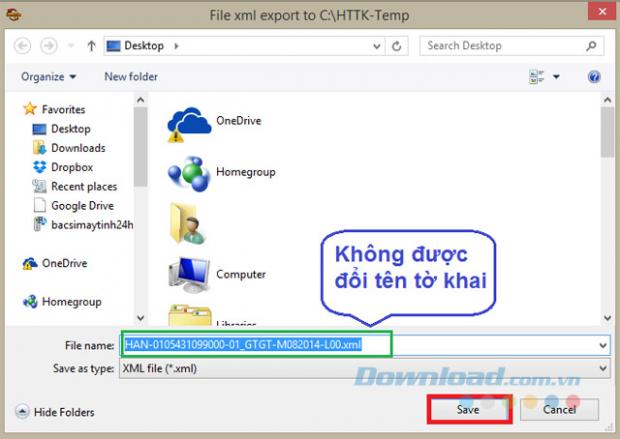 File xml export to C:\HTTK-Temp
Desktop
Search Desktop
Organize
New folder
Favorites
Desktop
Downloads
Dropbox
Recent places
Google Drive
bacsimaytinh24h
OneDrive
Homegroup
OneDrive
Homegroup
Computer
Libraries
Không được
đổi tên tờ khai
File name:
HAN-0105431099000-01_GTGT-M082014-L00.xml
Save as type:
XML file (*.xml)
Download.com.vn
Hide Folders
Save
Cancel